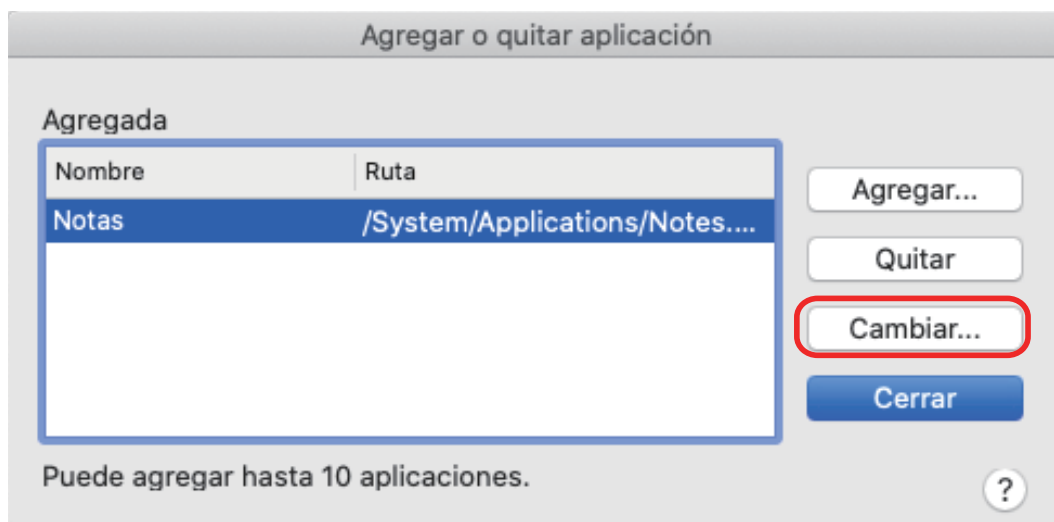 Agregar o quitar aplicación
Agregada
Nombre Ruta
Notas /System/Applications/Notes....
Agregar...
Quitar
Cambiar...
Cerrar
Puede agregar hasta 10 aplicaciones.
?